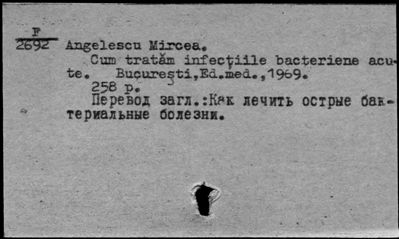 F
2692 Angelescu Mircea.
Cum tratăm infecţiile bacteriene acu-
te. Bucureşti,Ed.med.,1969.
258 p.
Перевод загл.:Как лечить острые бак-
териальные болезни.